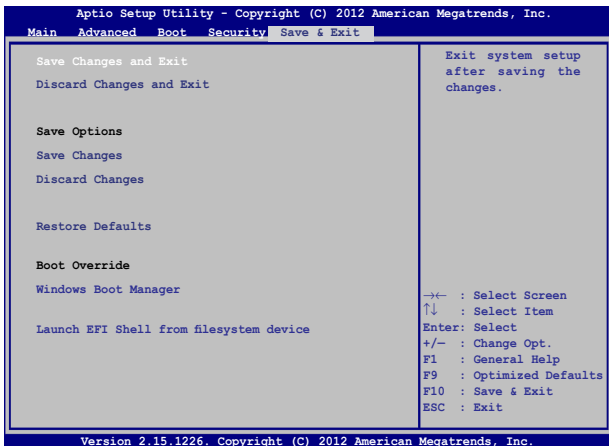 Aptio Setup Utility - Copyright (C) 2012 American Megatrends, Inc.
Main Advanced Boot Security Save & Exit
Save Changes and Exit
Discard Changes and Exit
Save Options
Save Changes
Discard Changes
Restore Defaults
Boot Override
Windows Boot Manager
Launch EFI Shell from filesystem device
Exit system setup
after saving the
changes.
→← : Select Screen
↑↓ : Select Item
Enter: Select
+/— : Change Opt.
F1 : General Help
F9 : Optimized Defaults
F10 : Save & Exit
ESC : Exit
Version 2.15.1226. Copyright (C) 2012 American Megatrends, Inc.